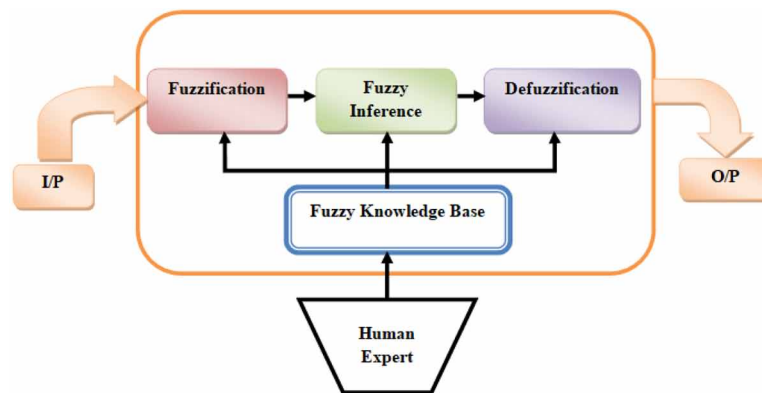 Fuzzification
Fuzzy
Inference
Defuzzification
I/P
O/P
Fuzzy Knowledge Base
Human
Expert